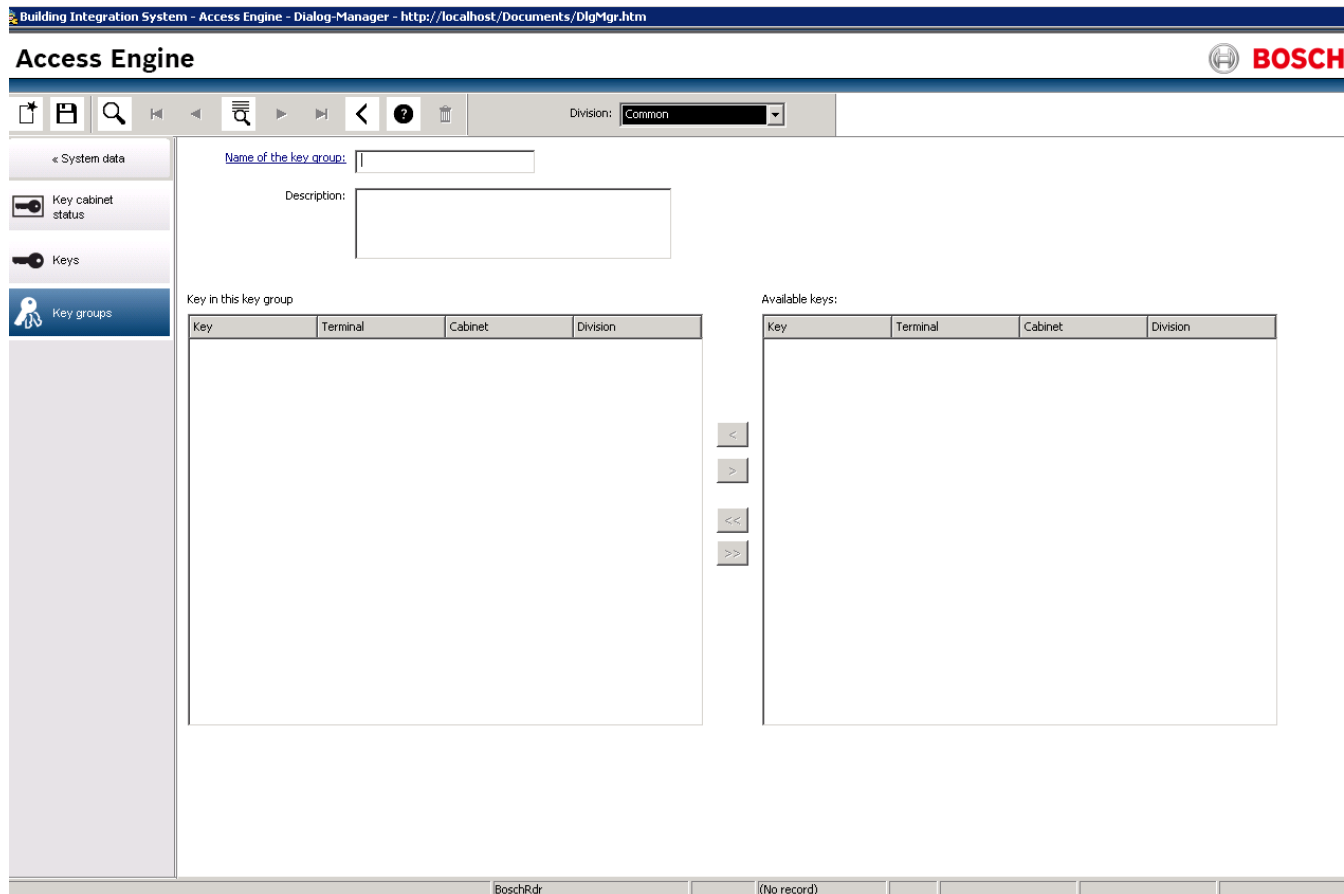 Building Integration System - Access Engine - Dialog-Manager - http://localhost/Documents/DlgMgr.htm
Access Engine
BOSCH
Division: Common
« System data
Name of the key group:
Key cabinet
status
Description:
Keys
Key groups
Key in this key group
Available keys:
Key Terminal Cabinet Division
Key Terminal Cabinet Division
<
>
<<
>>
BoschRdr (No record)